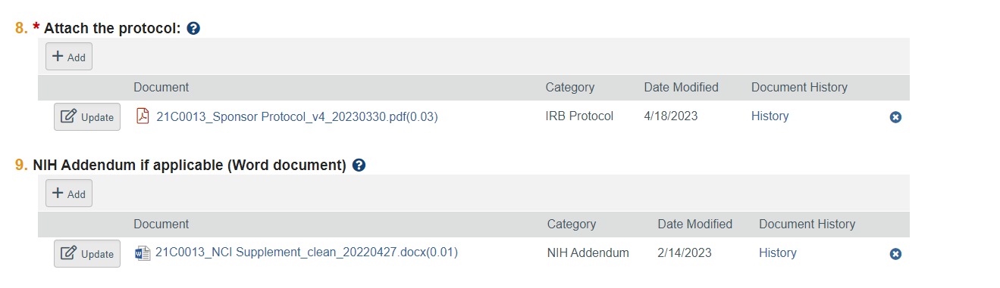 8. * Attach the protocol: ?
+ Add
Document Category Date Modified Document History
Update 21C0013_Sponsor Protocol_v4_20230330.pdf(0.03) IRB Protocol 4/18/2023 History
9. NIH Addendum if applicable (Word document) ?
+ Add
Document Category Date Modified Document History
Update 21C0013_NCI Supplement_clean_20220427.docx(0.01) NIH Addendum 2/14/2023 History